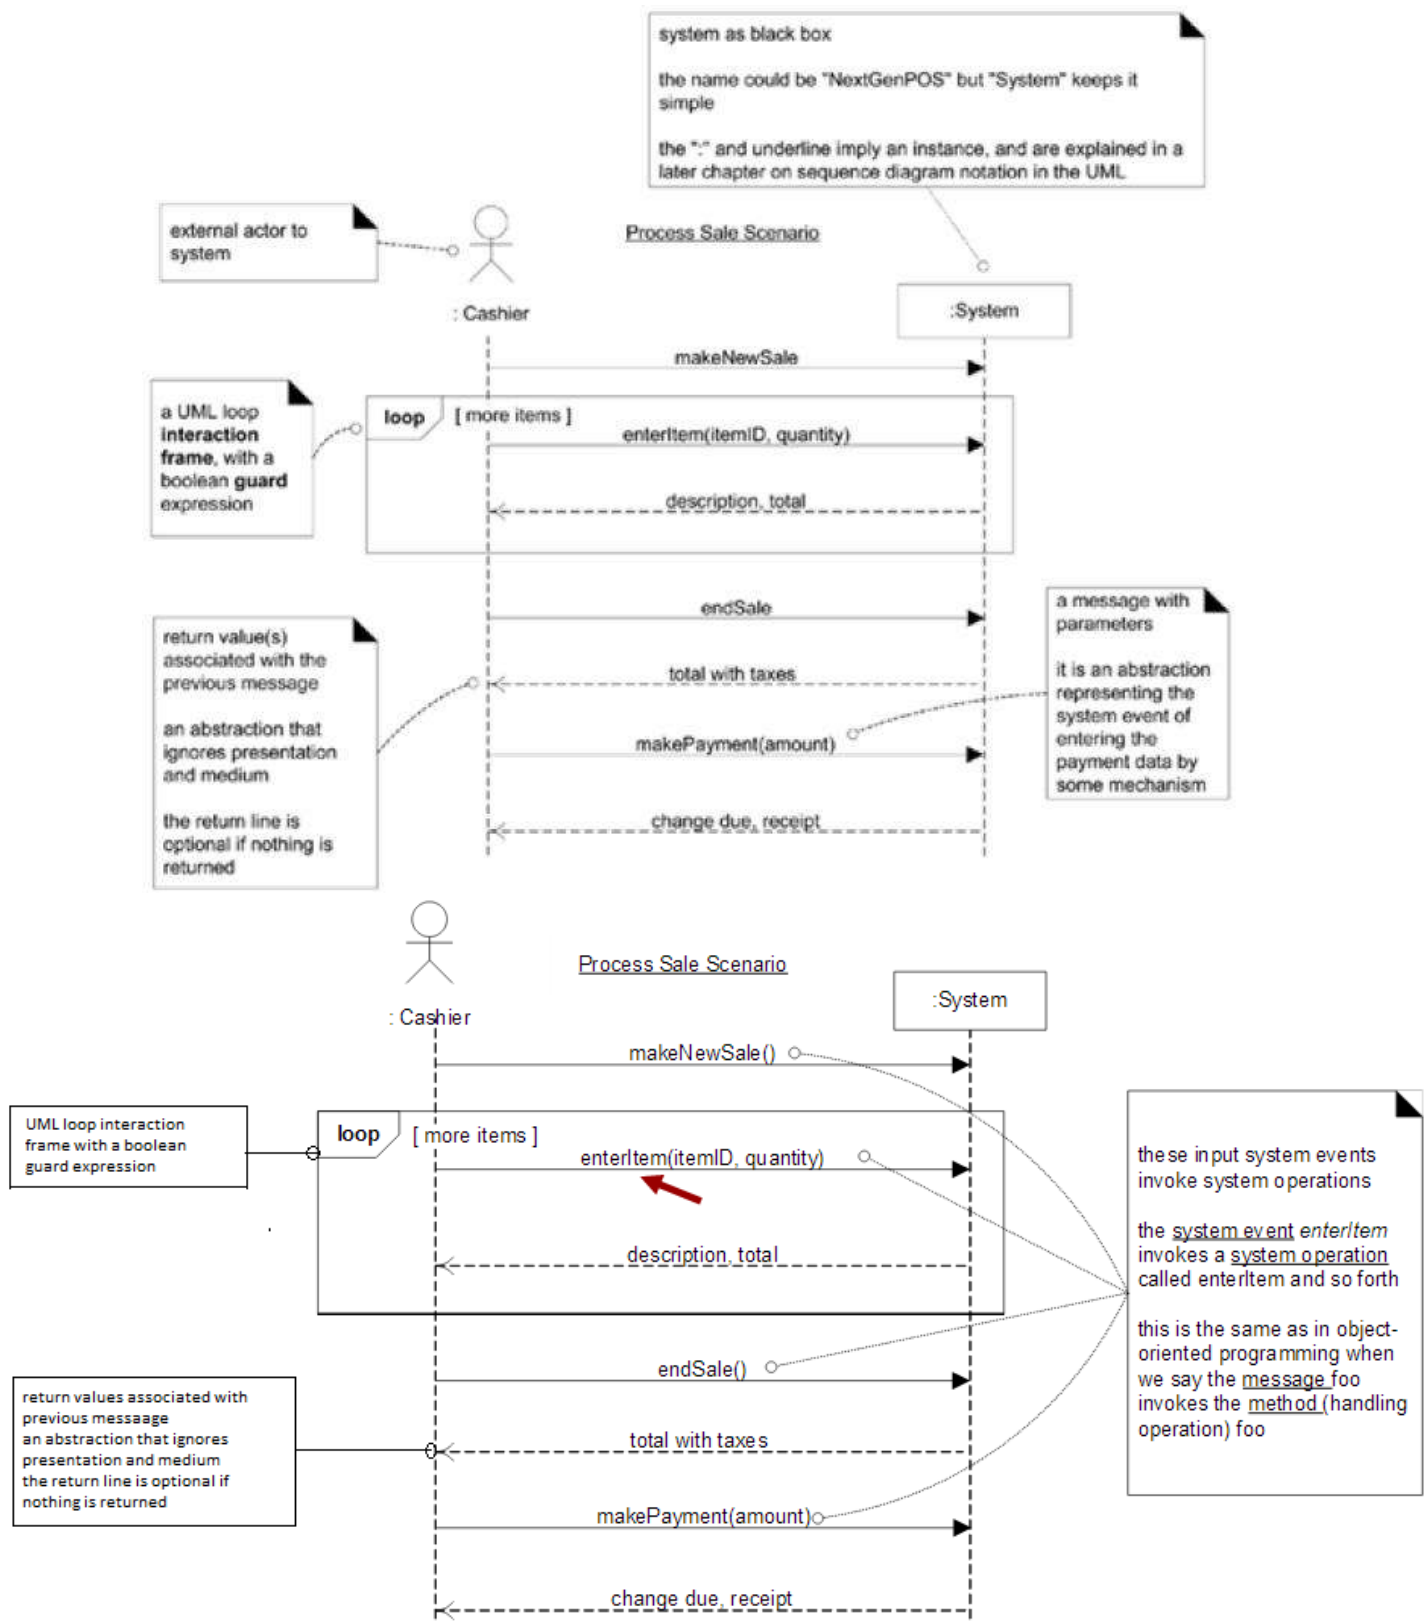 system as black box
the name could be "NextGenPOS" but "System" keeps it
simple
the ":" and underline imply an instance, and are explained in a
later chapter on sequence diagram notation in the UML
external actor to
system
Process Sale Scenario
: Cashier
:System
makeNewSale
a UML loop
interaction
frame, with a
boolean guard
expression
loop
[ more items ]
enterItem(itemID, quantity)
description, total
endSale
return value(s)
associated with the
previous message
an abstraction that
ignores presentation
and medium
the return line is
optional if nothing is
returned
total with taxes
a message with
parameters
it is an abstraction
representing the
system event of
entering the
payment data by
some mechanism
makePayment(amount)
change due, receipt
Process Sale Scenario
: Cashier
:System
makeNewSale()
UML loop interaction
frame with a boolean
guard expression
loop
[ more items ]
enterItem(itemID, quantity)
description, total
these input system events
invoke system operations
the system event enterItem
invokes a system operation
called enterItem and so forth
this is the same as in object-
oriented programming when
we say the message foo
invokes the method (handling
operation) foo
endSale()
return values associated with
previous messaage
an abstraction that ignores
presentation and medium
the return line is optional if
nothing is returned
total with taxes
makePayment(amount)
change due, receipt